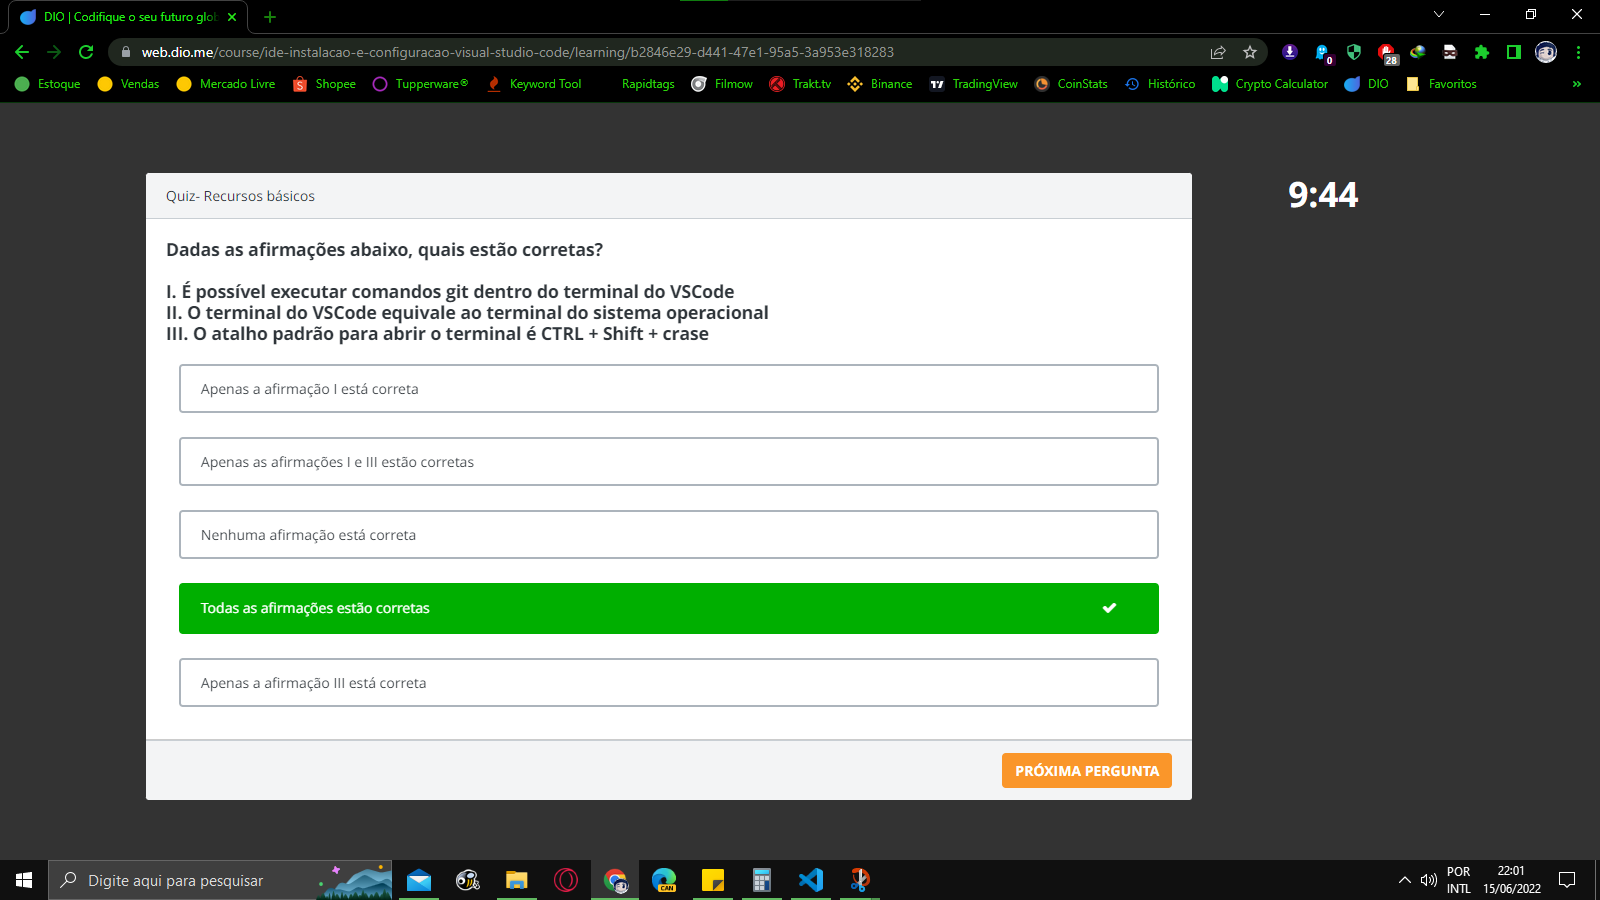 DIO | Codifique o seu futuro glob
web.dio.me/course/ide-instalacao-e-configuracao-visual-studio-code/learning/b2846e29-d441-47e1-95a5-3a953e318283
0
28
Estoque Vendas Mercado Livre Shopee Tupperware® Keyword Tool Rapidtags Filmow Trakt.tv Binance TradingView CoinStats Histórico Crypto Calculator DIO Favoritos »
Quiz- Recursos básicos
9:44
Dadas as afirmações abaixo, quais estão corretas?
I. É possível executar comandos git dentro do terminal do VSCode
II. O terminal do VSCode equivale ao terminal do sistema operacional
III. O atalho padrão para abrir o terminal é CTRL + Shift + crase
Apenas a afirmação I está correta
Apenas as afirmações I e III estão corretas
Nenhuma afirmação está correta
Todas as afirmações estão corretas
Apenas a afirmação III está correta
PRÓXIMA PERGUNTA
Digite aqui para pesquisar
CAN
POR
INTL
22:01
15/06/2022